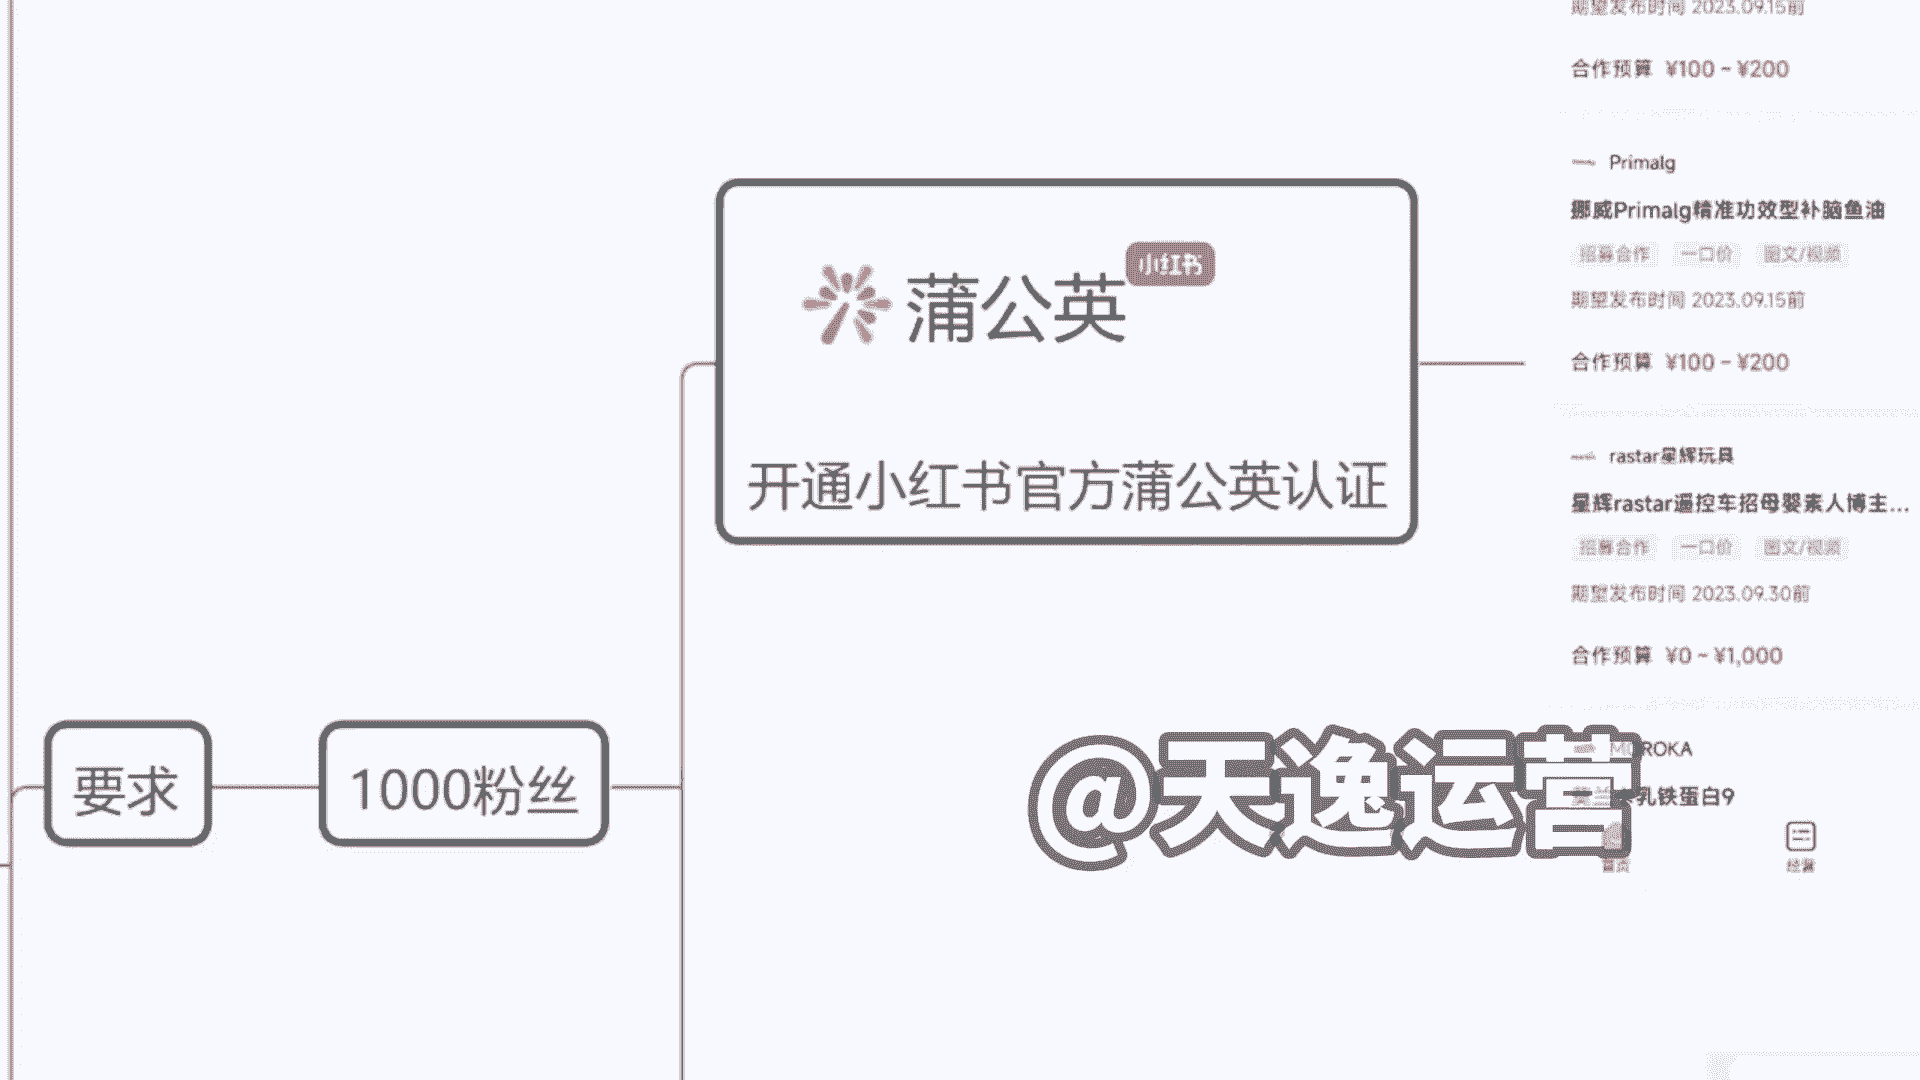 要求
1000粉丝
蒲公英
小红书
开通小红书官方蒲公英认证
期望发布时间 2023.09.15前
合作预算 ¥100 ~ ¥200
Primalg
挪威Primalg精准功效型补脑鱼油
招募合作 一口价 图文/视频
期望发布时间 2023.09.15前
合作预算 ¥100 ~ ¥200
rastar星辉玩具
星辉rastar遥控车招母婴素人博主...
招募合作 一口价 图文/视频
期望发布时间 2023.09.30前
合作预算 ¥0 ~ ¥1,000
ROKA
乳铁蛋白9
@天逸运营
首页
经营